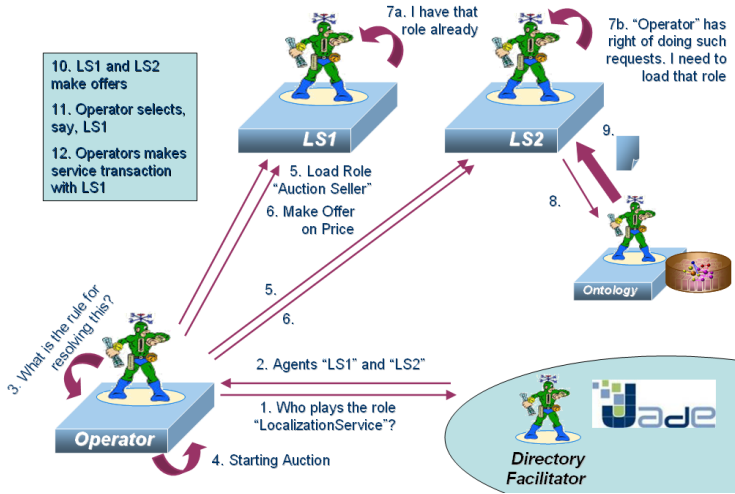 10. LS1 and LS2
make offers
11. Operator selects,
say, LS1
12. Operators makes
service transaction
with LS1
7a. I have that
role already
7b. “Operator” has
right of doing such
requests. I need to
load that role
LS1
LS2
9.
5. Load Role
“Auction Seller”
6. Make Offer
on Price
8.
Ontology
5.
6.
3. What is the rule for
resolving this?
2. Agents “LS1” and “LS2”
1. Who plays the role
“LocalizationService”?
Operator
4. Starting Auction
Jade
Directory
Facilitator